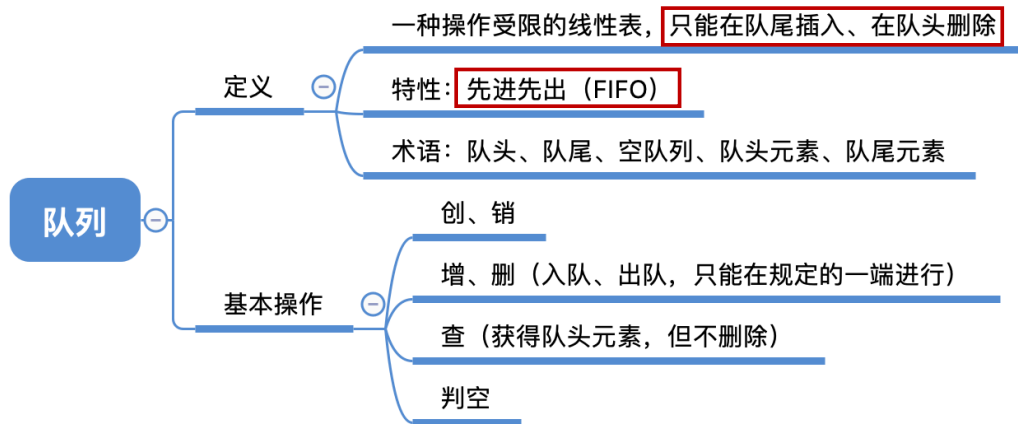 一种操作受限的线性表，只能在队尾插入、在队头删除
定义
特性：先进先出（FIFO）
术语：队头、队尾、空队列、队头元素、队尾元素
队列
创、销
增、删（入队、出队，只能在规定的一端进行）
基本操作
查（获得队头元素，但不删除）
判空